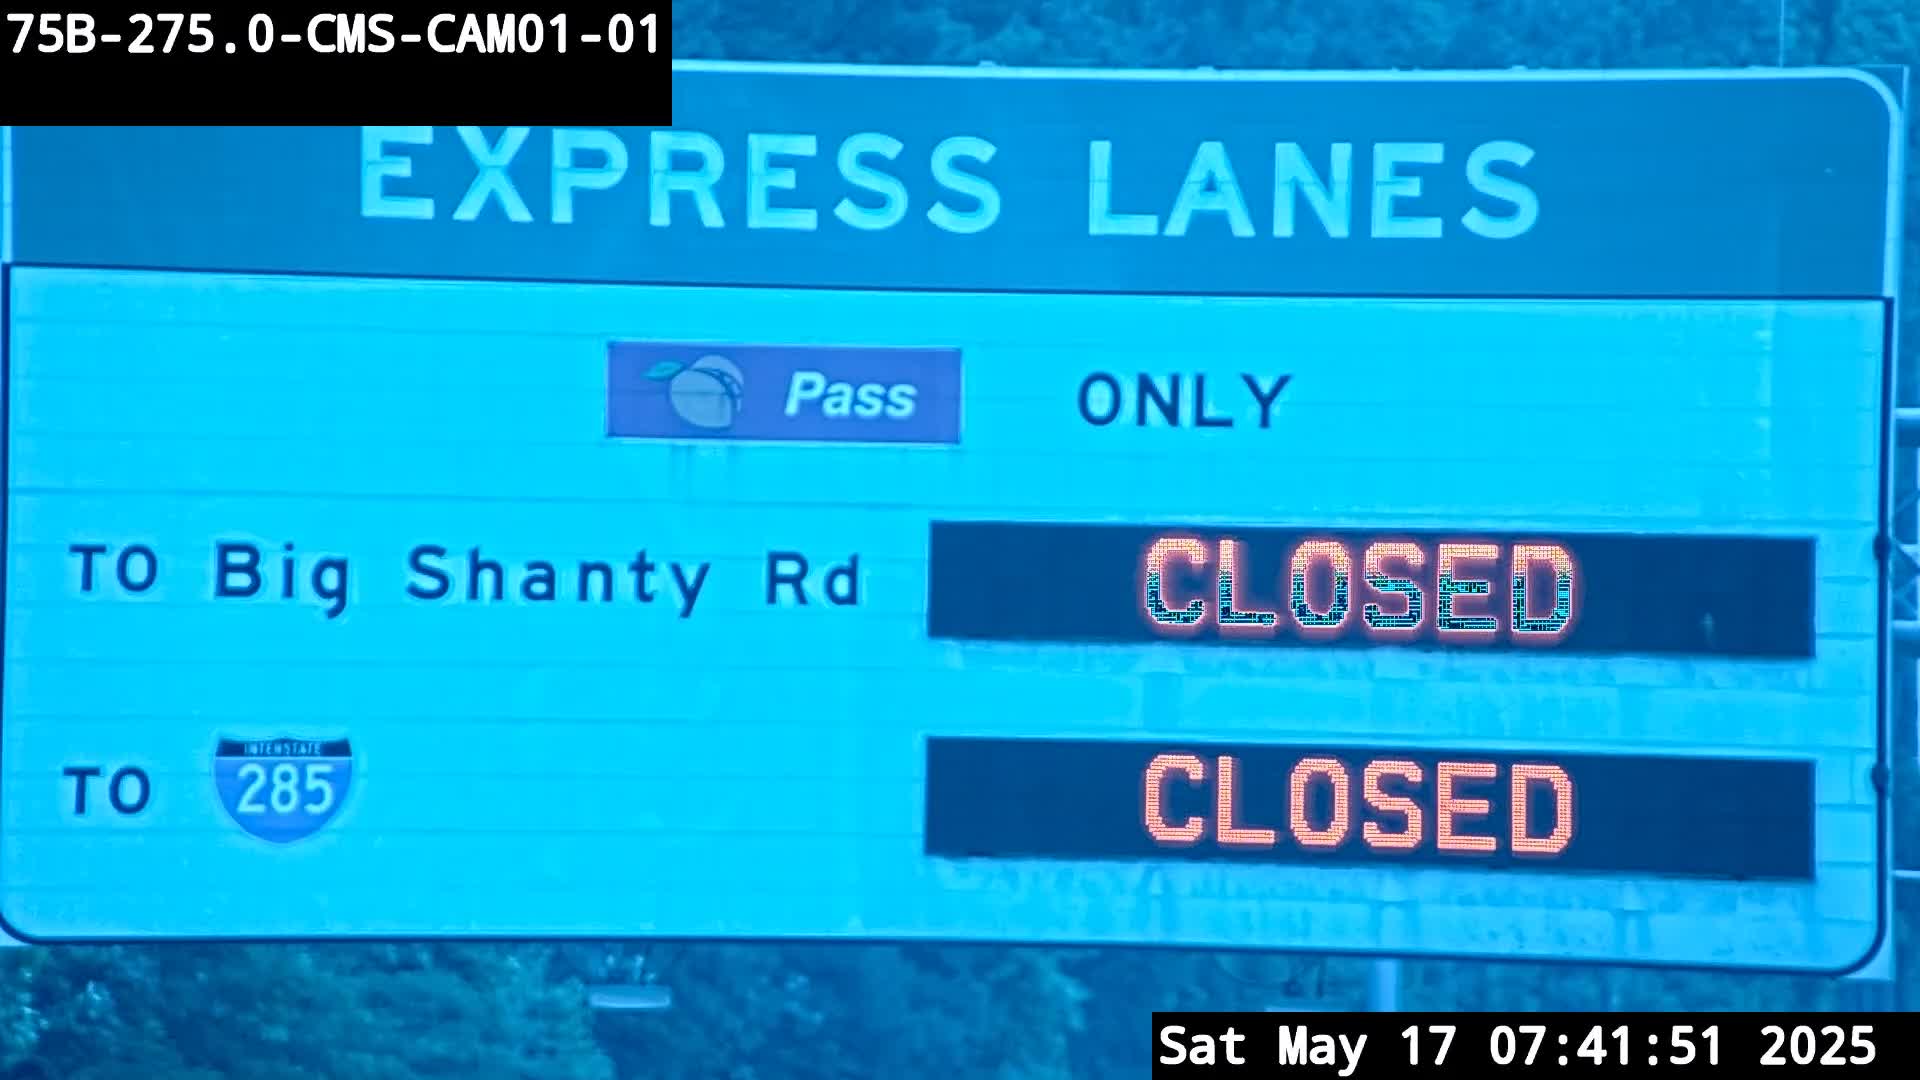 75B-275.0-CMS-CAM01-01
EXPRESS LANES
Pass ONLY
TO Big Shanty Rd CLOSED
INTERSTATE
TO 285 CLOSED
Sat May 17 07:41:51 2025